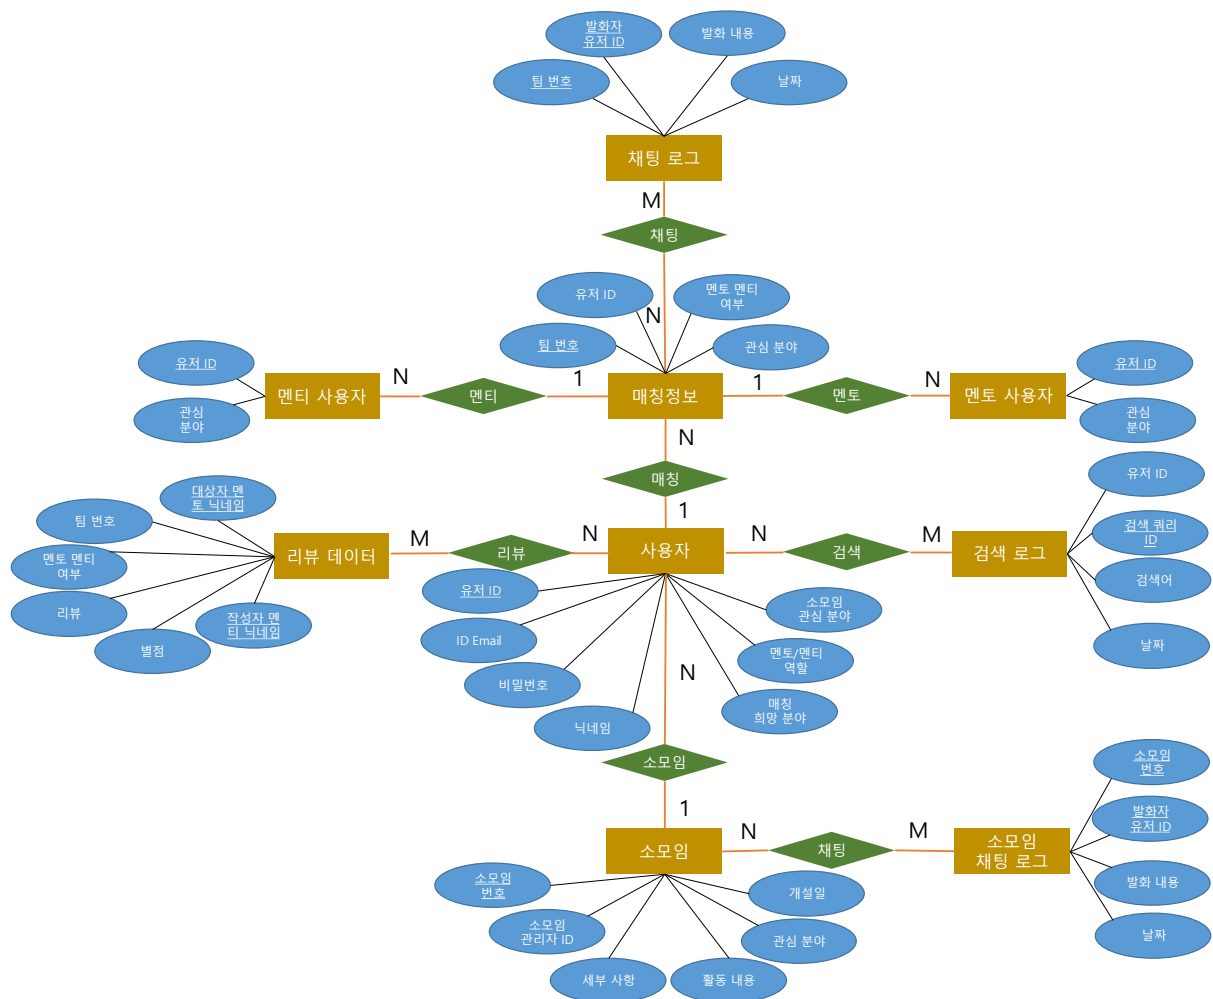 발화자
유저 ID
발화 내용
팀 번호
날짜
채팅 로그
M
채팅
유저 ID
멘토 멘티
여부
N
팀 번호
관심 분야
유저 ID
관심
분야
멘티 사용자
N
멘티
1
매칭정보
1
멘토
N
멘토 사용자
유저 ID
관심
분야
N
매칭
1
대상자 멘
토 닉네임
팀 번호
멘토 멘티
여부
리뷰
별점
작성자 멘
티 닉네임
리뷰 데이터
M
리뷰
N
사용자
N
검색
M
검색 로그
유저 ID
검색 쿼리
ID
검색어
날짜
유저 ID
ID Email
비밀번호
닉네임
소모임
관심 분야
멘토/멘티
역할
매칭
희망 분야
N
소모임
1
소모임
N
채팅
M
소모임
채팅 로그
소모임
번호
발화자
유저 ID
발화 내용
날짜
소모임
번호
소모임
관리자 ID
세부 사항
활동 내용
관심 분야
개설일